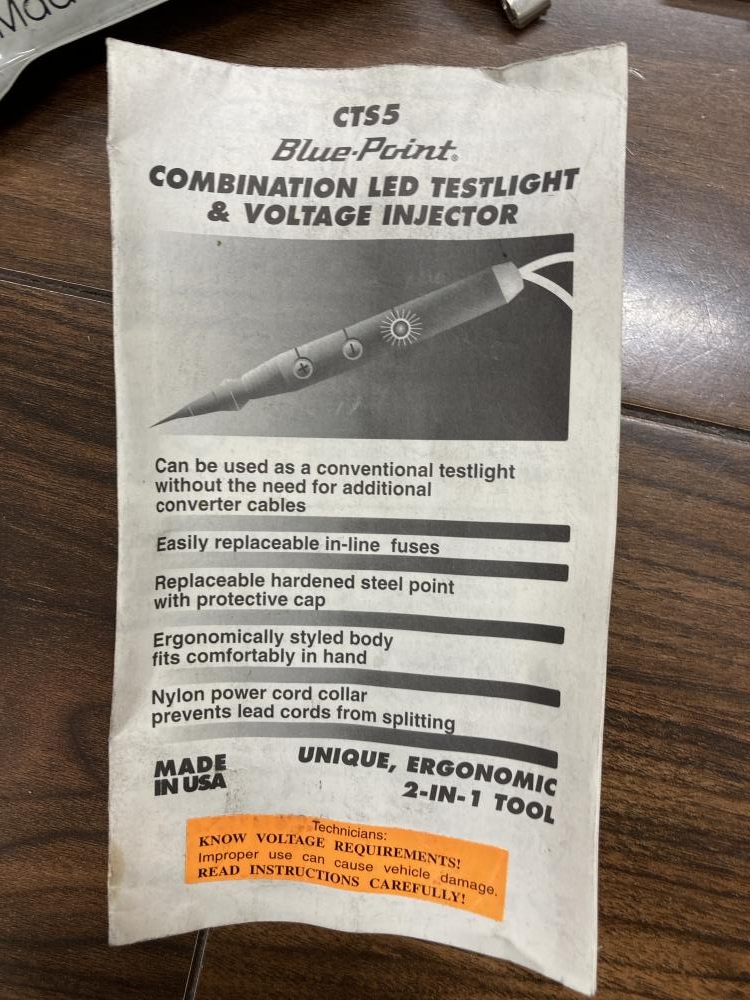 CTS5
Blue-Point®
COMBINATION LED TESTLIGHT
& VOLTAGE INJECTOR
+
-
Can be used as a conventional testlight
without the need for additional
converter cables
Easily replaceable in-line fuses
Replaceable hardened steel point
with protective cap
Ergonomically styled body
fits comfortably in hand
Nylon power cord collar
prevents lead cords from splitting
MADE
IN USA
UNIQUE, ERGONOMIC
2-IN-1 TOOL
Technicians:
KNOW VOLTAGE REQUIREMENTS!
Improper use can cause vehicle damage.
READ INSTRUCTIONS CAREFULLY!